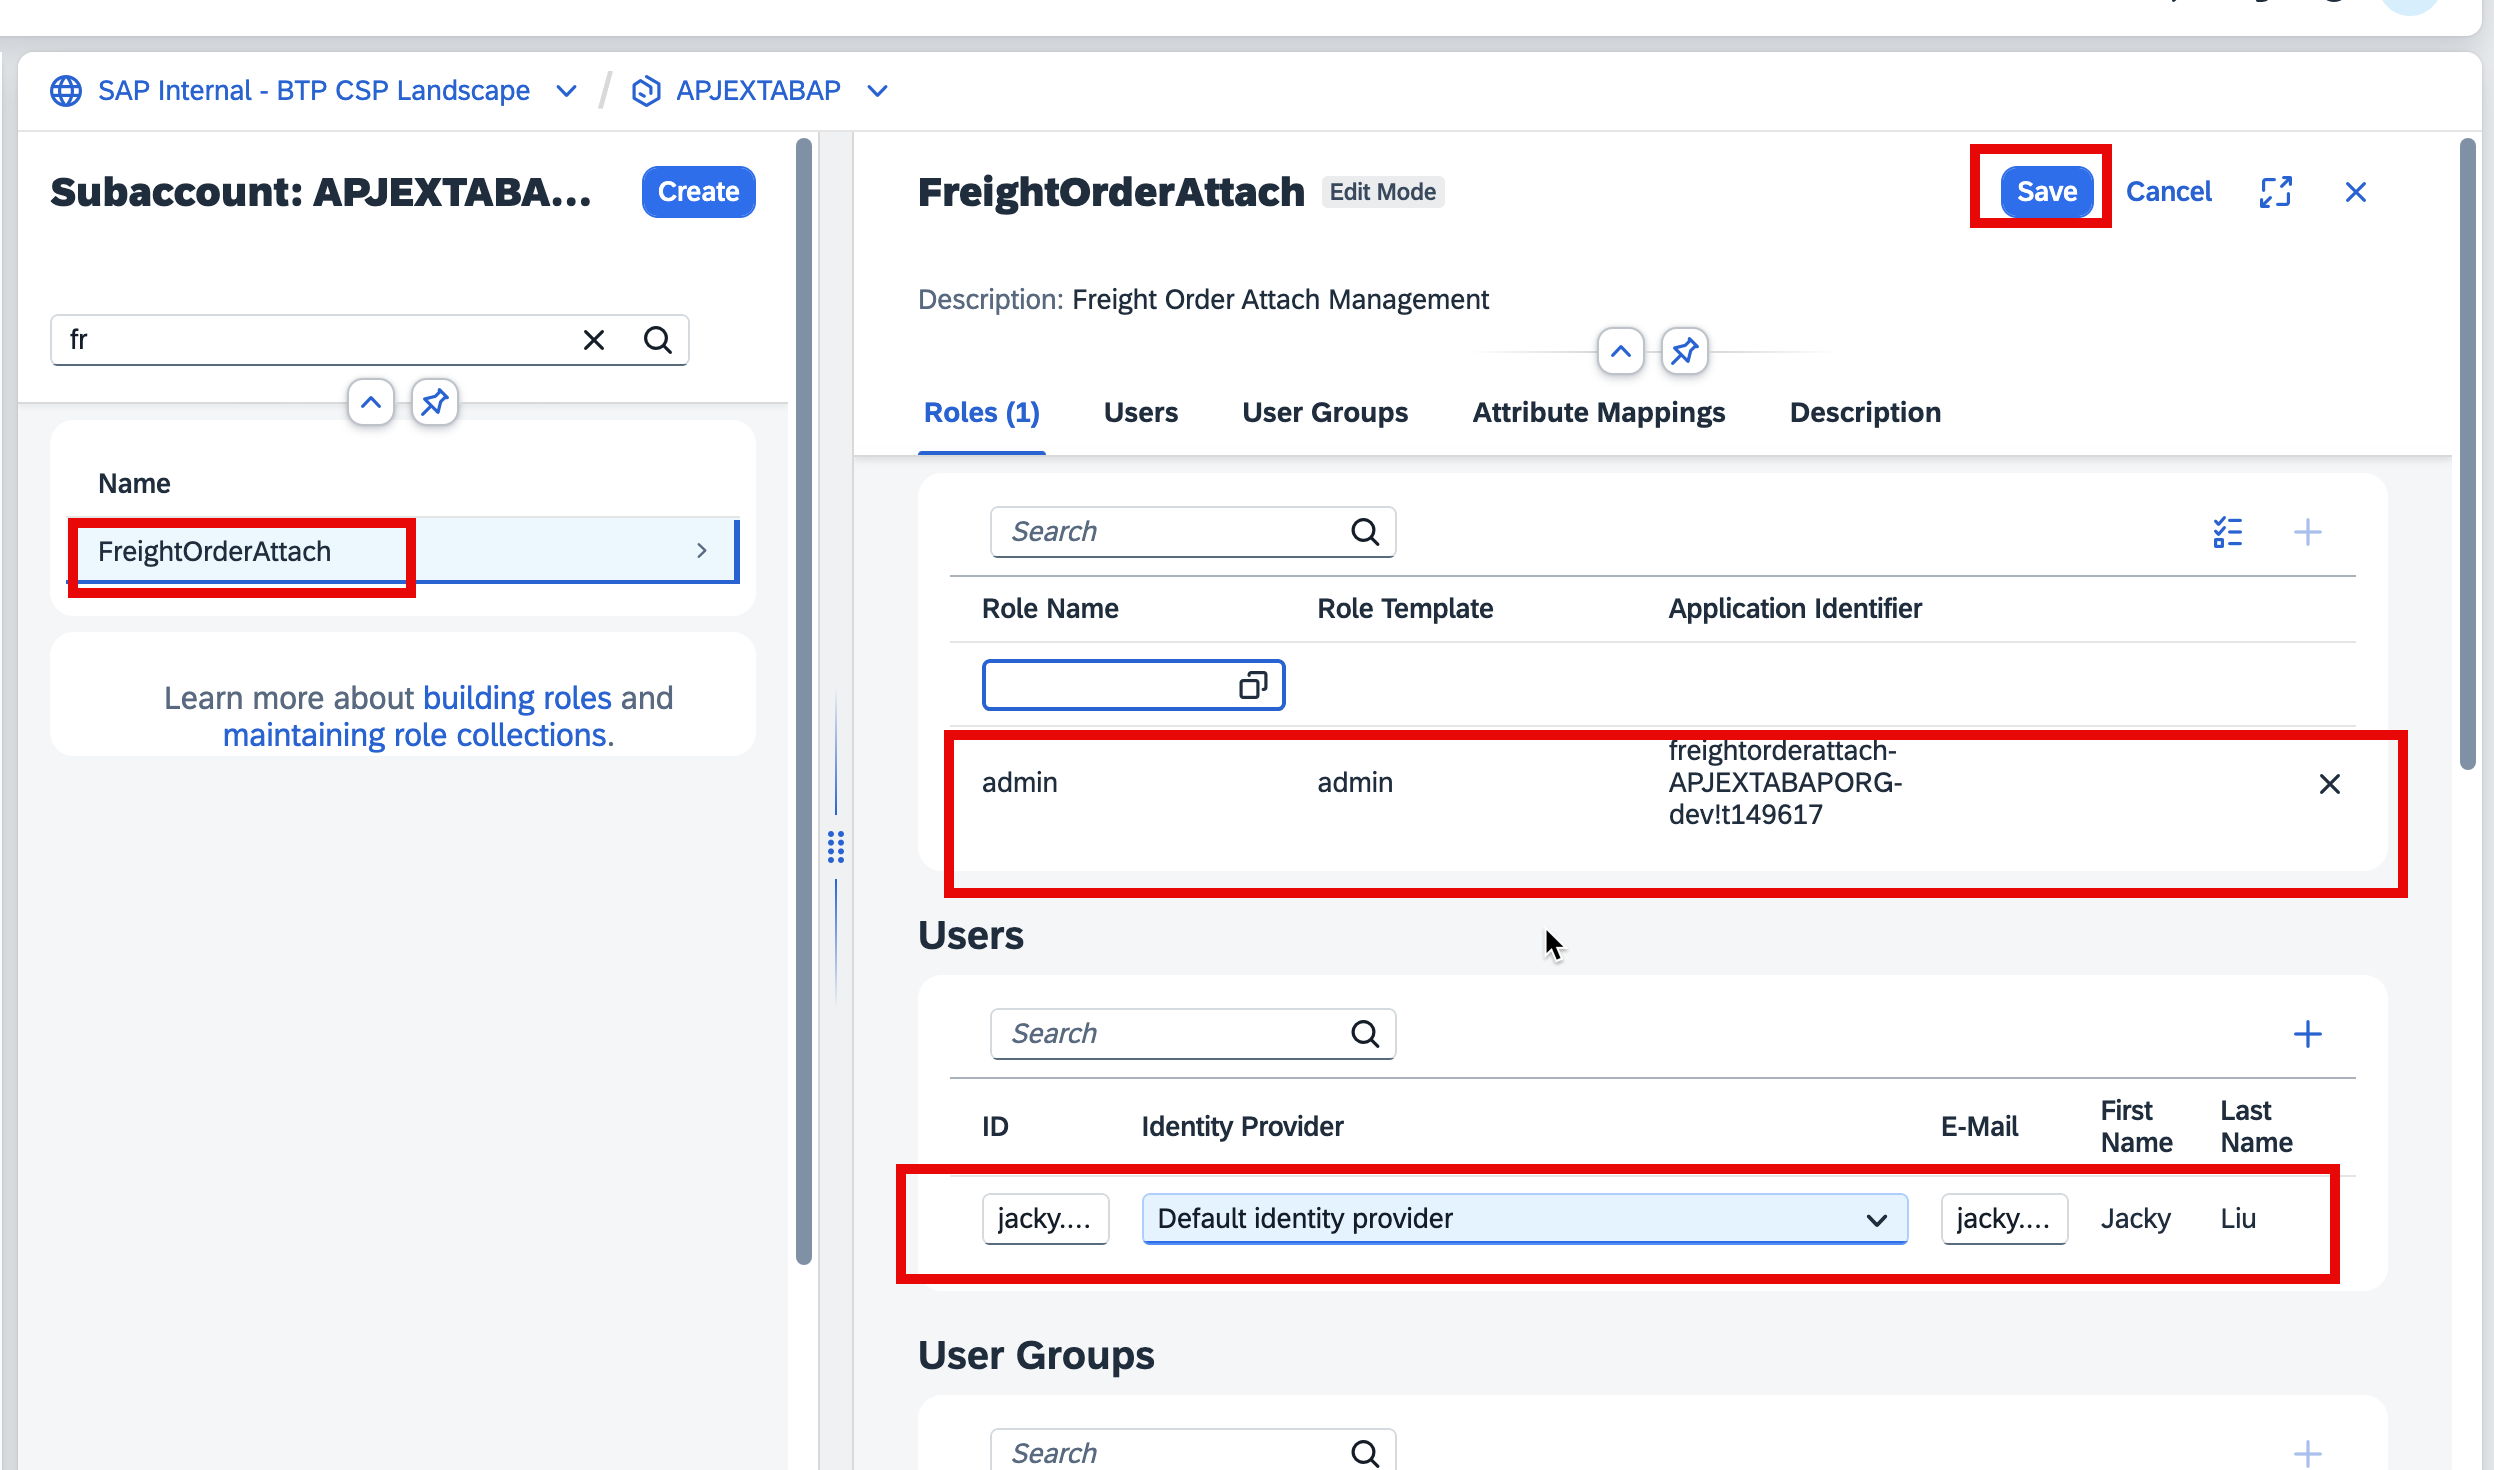 SAP Internal - BTP CSP Landscape / APJEXTABAP
Subaccount: APJEXTABA...
Create
fr
Name
FreightOrderAttach
Learn more about building roles and
maintaining role collections.
FreightOrderAttach Edit Mode
Save
Cancel
Description: Freight Order Attach Management
Roles (1) Users User Groups Attribute Mappings Description
Search
Role Name Role Template Application Identifier
admin admin freightorderattach-
APJEXTABAPORG-
dev!t149617
Users
Search
ID Identity Provider E-Mail First Name Last Name
jacky.... Default identity provider jacky.... Jacky Liu
User Groups
Search